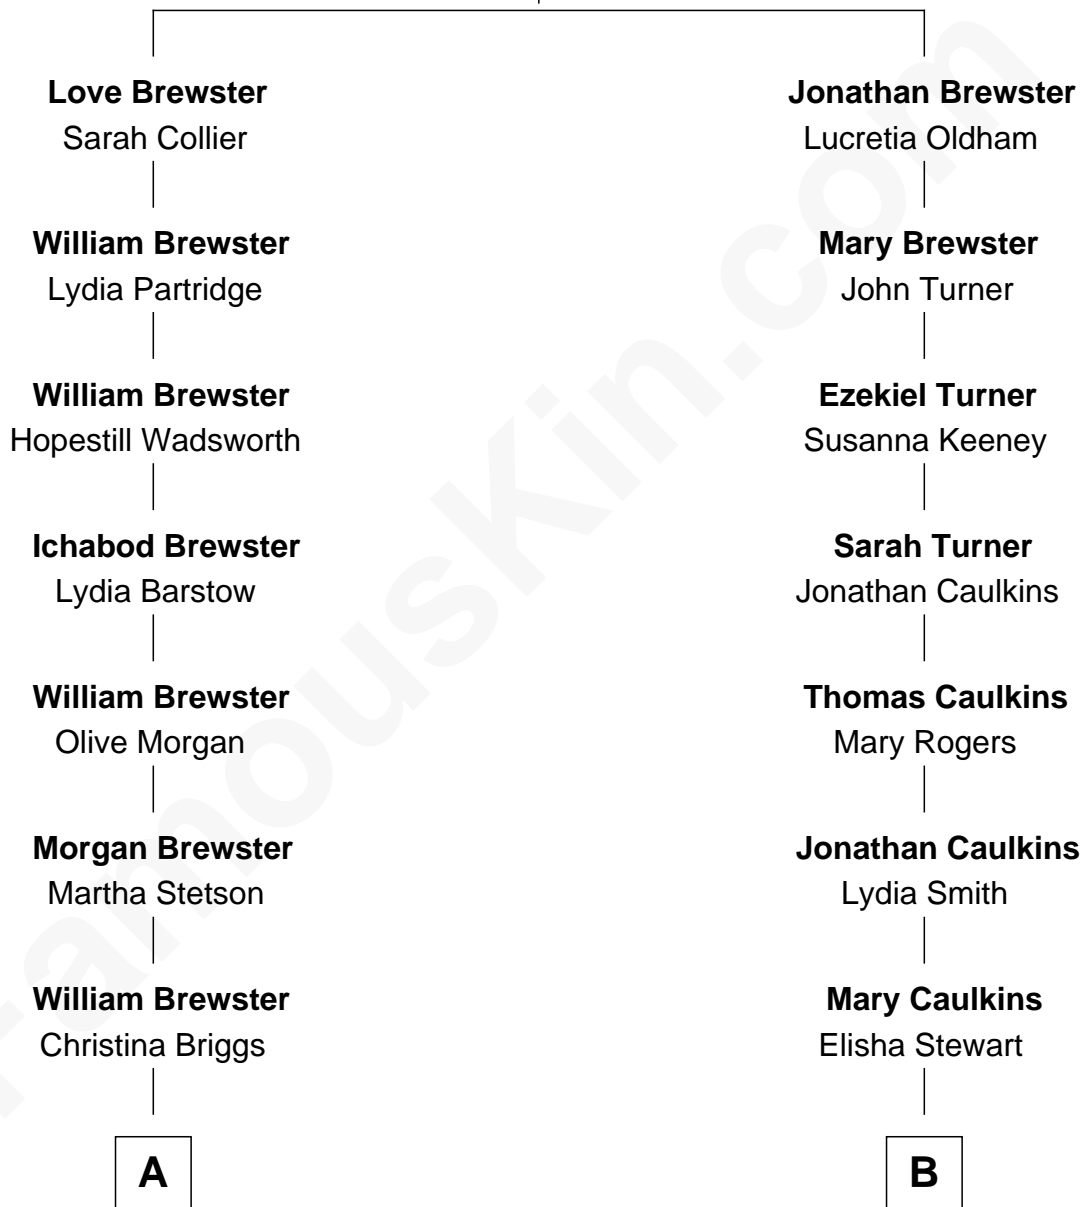 Love Brewster
Sarah Collier
William Brewster
Lydia Partridge
William Brewster
Hopestill Wadsworth
Ichabod Brewster
Lydia Barstow
William Brewster
Olive Morgan
Morgan Brewster
Martha Stetson
William Brewster
Christina Briggs
A
Jonathan Brewster
Lucretia Oldham
Mary Brewster
John Turner
Ezekiel Turner
Susanna Keeney
Sarah Turner
Jonathan Caulkins
Thomas Caulkins
Mary Rogers
Jonathan Caulkins
Lydia Smith
Mary Caulkins
Elisha Stewart
B
FamousKin.com